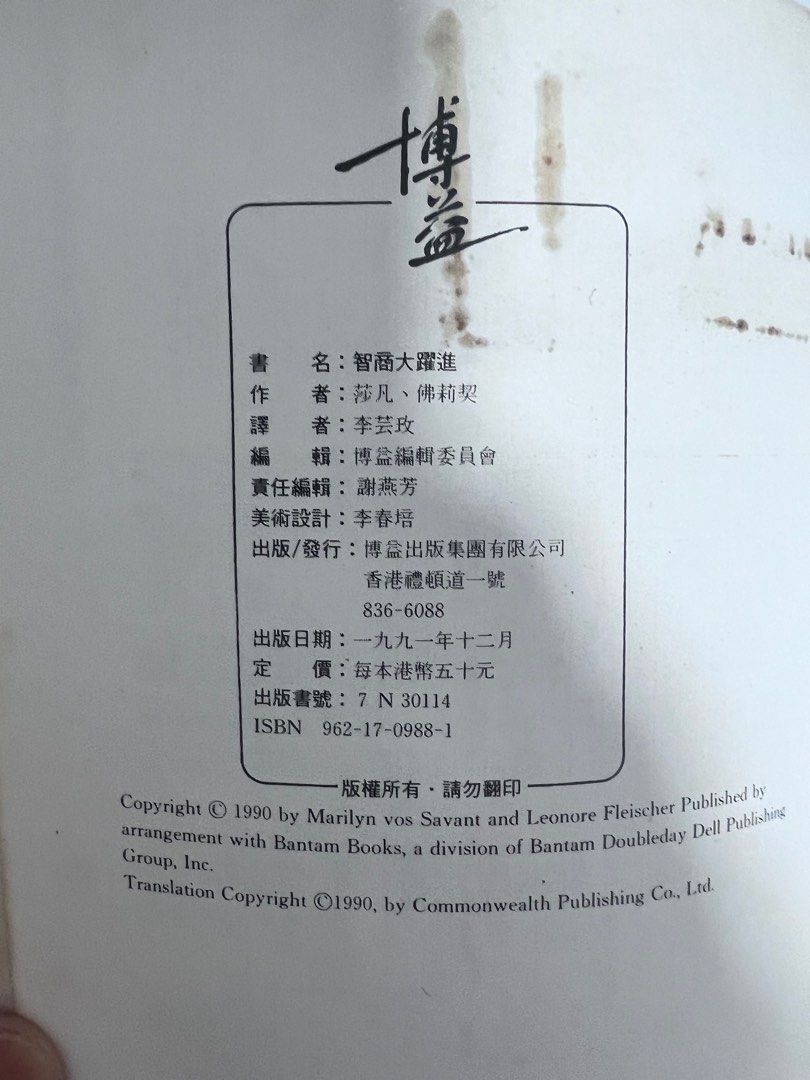 博益
書名：智商大躍進
作者：莎凡、佛莉契
譯者：李芸玫
編輯：博益編輯委員會
責任編輯：謝燕芳
美術設計：李春培
出版/發行：博益出版集團有限公司
香港禮頓道一號
836-6088
出版日期：一九九一年十二月
定價：每本港幣五十元
出版書號：7 N 30114
ISBN 962-17-0988-1
版權所有·請勿翻印
Copyright © 1990 by Marilyn vos Savant and Leonore Fleischer Published by
arrangement with Bantam Books, a division of Bantam Doubleday Dell Publishing
Group, Inc.
Translation Copyright ©1990, by Commonwealth Publishing Co., Ltd.